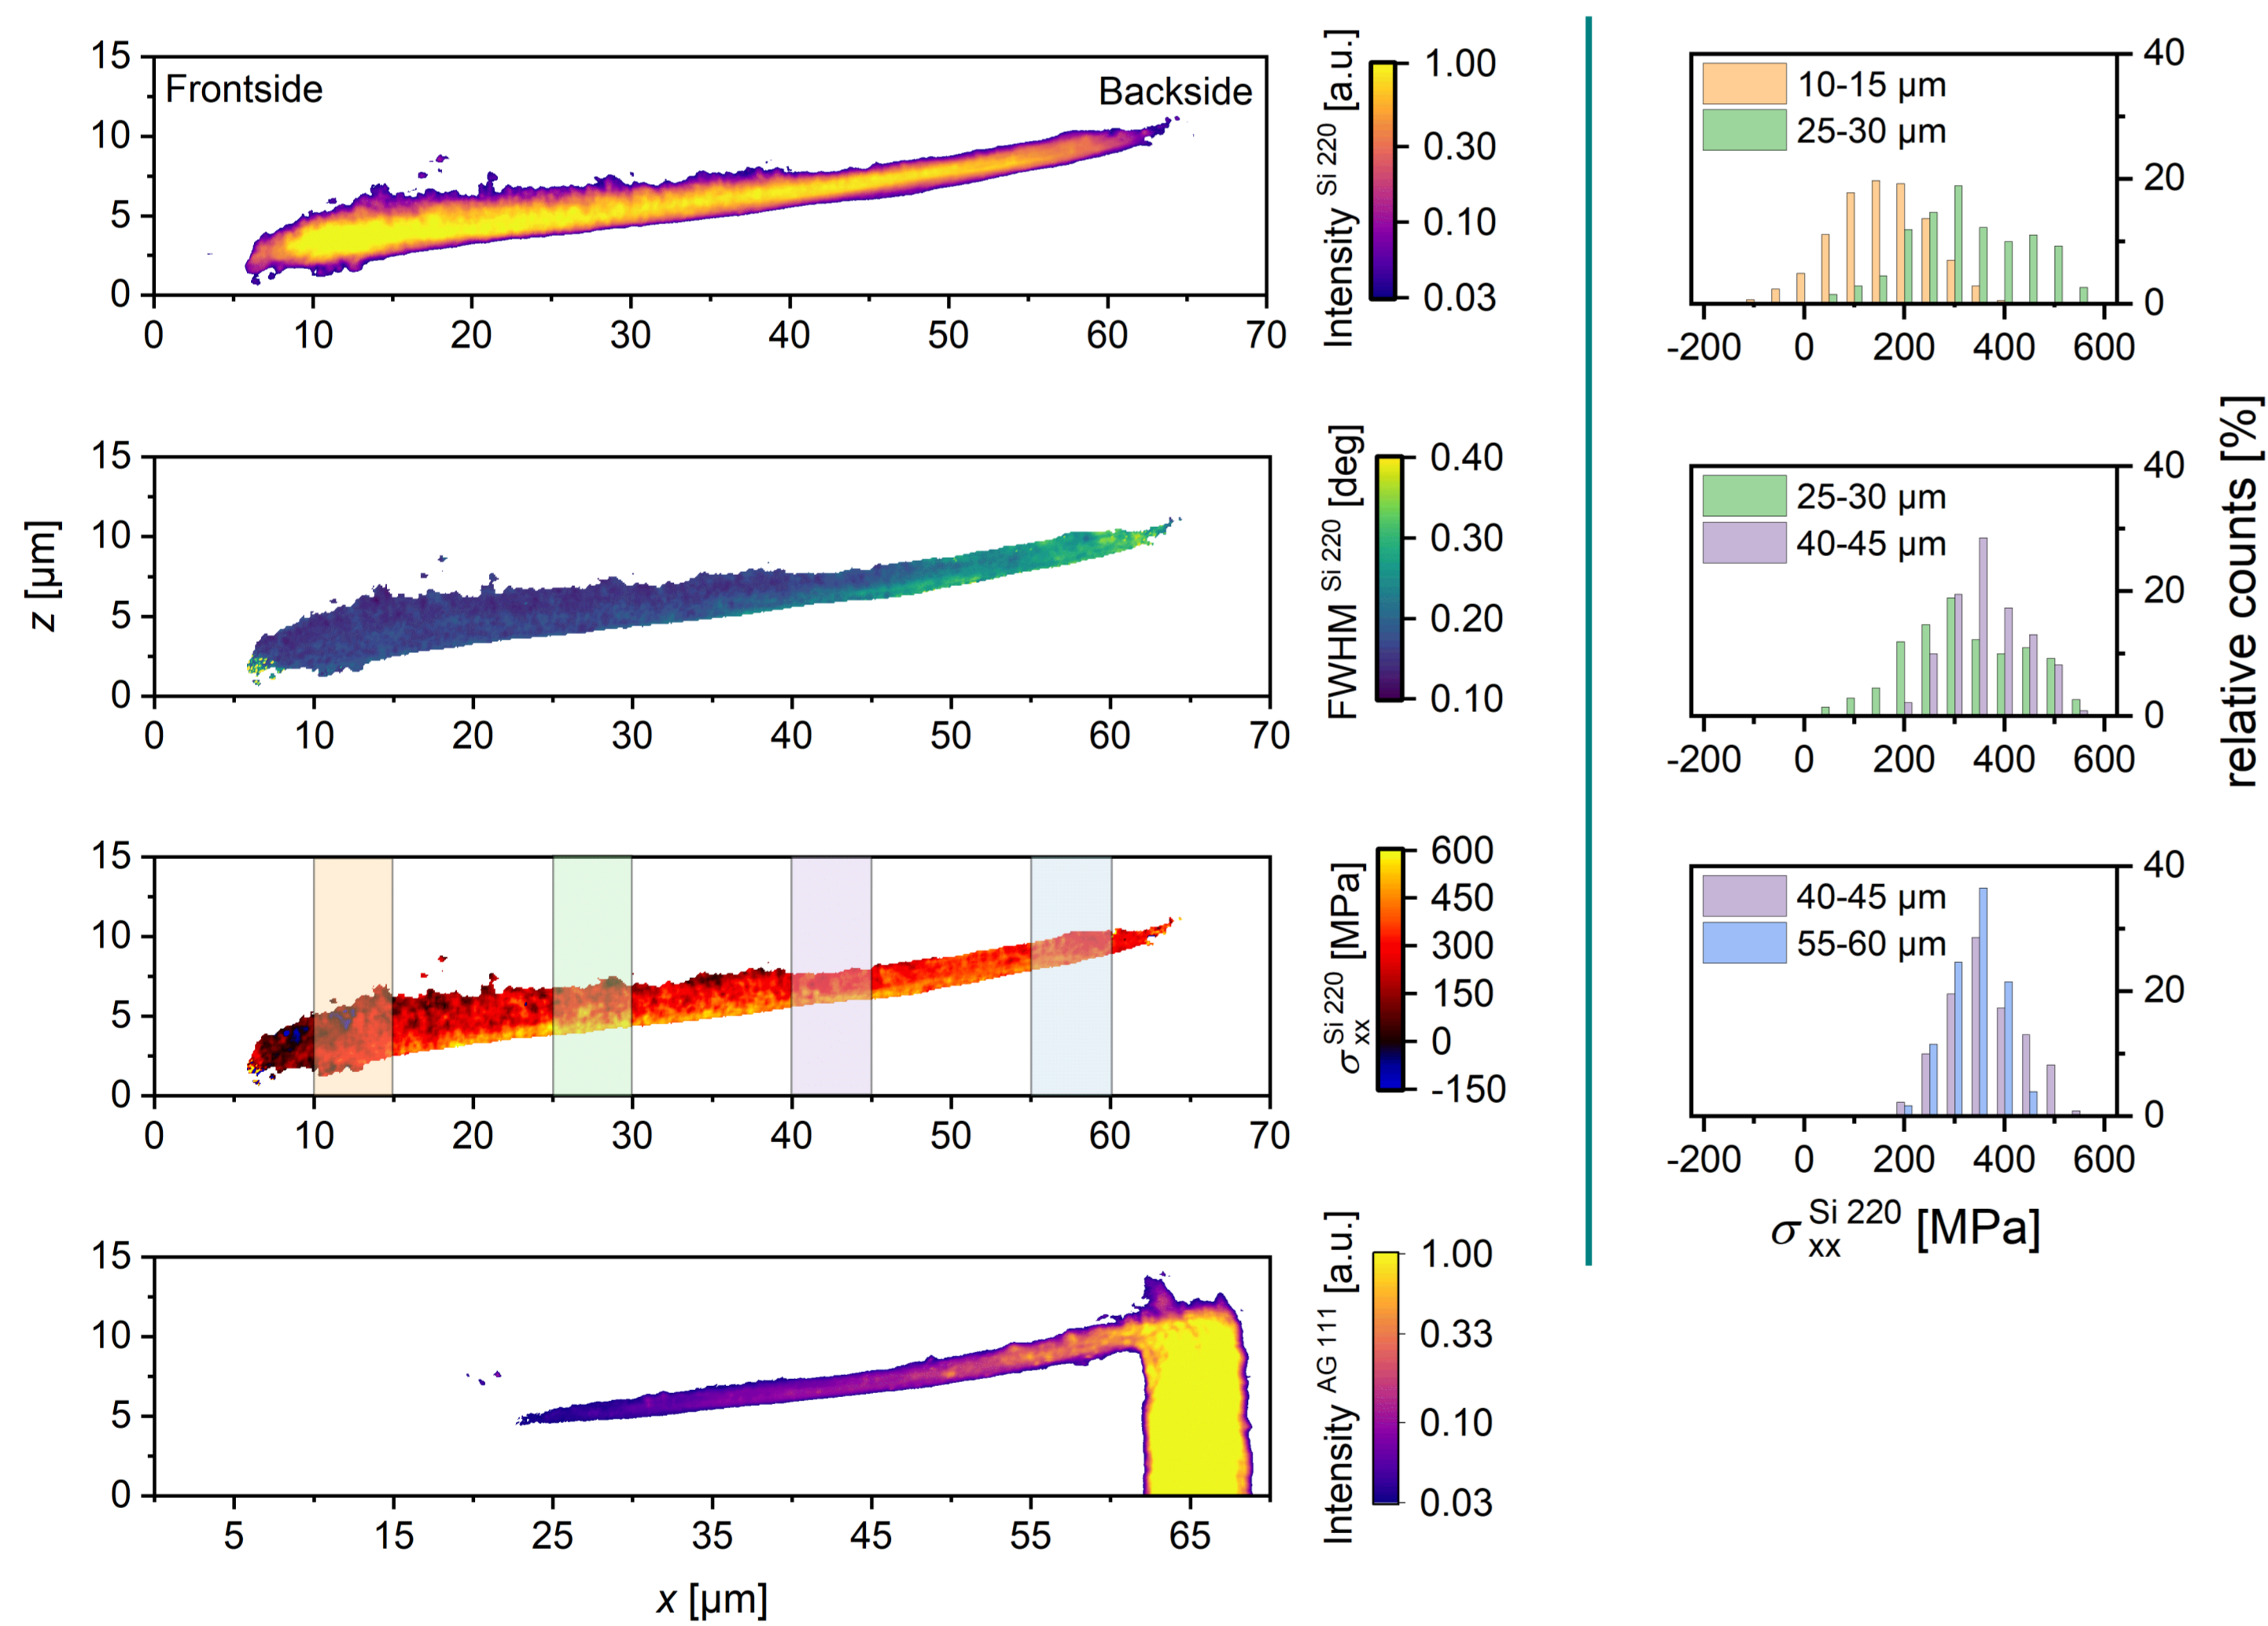 15
10
5
0
Frontside
Backside
0 10 20 30 40 50 60 70
1.00
0.30
0.10
0.03
Intensity Si 220 [a.u.]
15
10
5
0
0 10 20 30 40 50 60 70
0.40
0.30
0.20
0.10
FWHM Si 220 [deg]
z [µm]
15
10
5
0
0 10 20 30 40 50 60 70
600
450
300
150
0
-150
σxx Si 220 [MPa]
15
10
5
0
5 15 25 35 45 55 65
1.00
0.33
0.10
0.03
Intensity AG 111 [a.u.]
x [µm]
10-15 µm
25-30 µm
40
20
0
-200 0 200 400 600
25-30 µm
40-45 µm
40
20
0
-200 0 200 400 600
40-45 µm
55-60 µm
40
20
0
-200 0 200 400 600
σxx Si 220 [MPa]
relative counts [%]